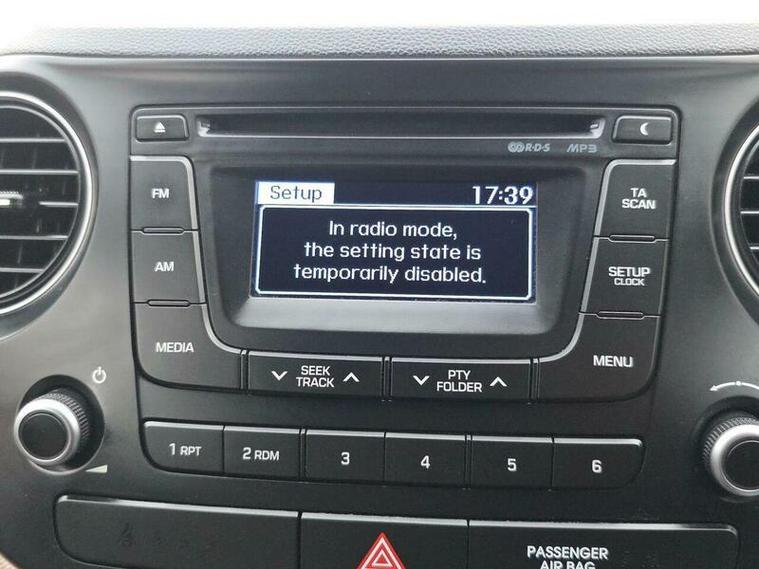 R·D·S MP3
FM
Setup 17:39
TA
SCAN
In radio mode,
the setting state is
temporarily disabled.
AM
SETUP
CLOCK
MEDIA
MENU
SEEK
TRACK
PTY
FOLDER
1 RPT
2 RDM
3
4
5
6
PASSENGER
AIR BAG